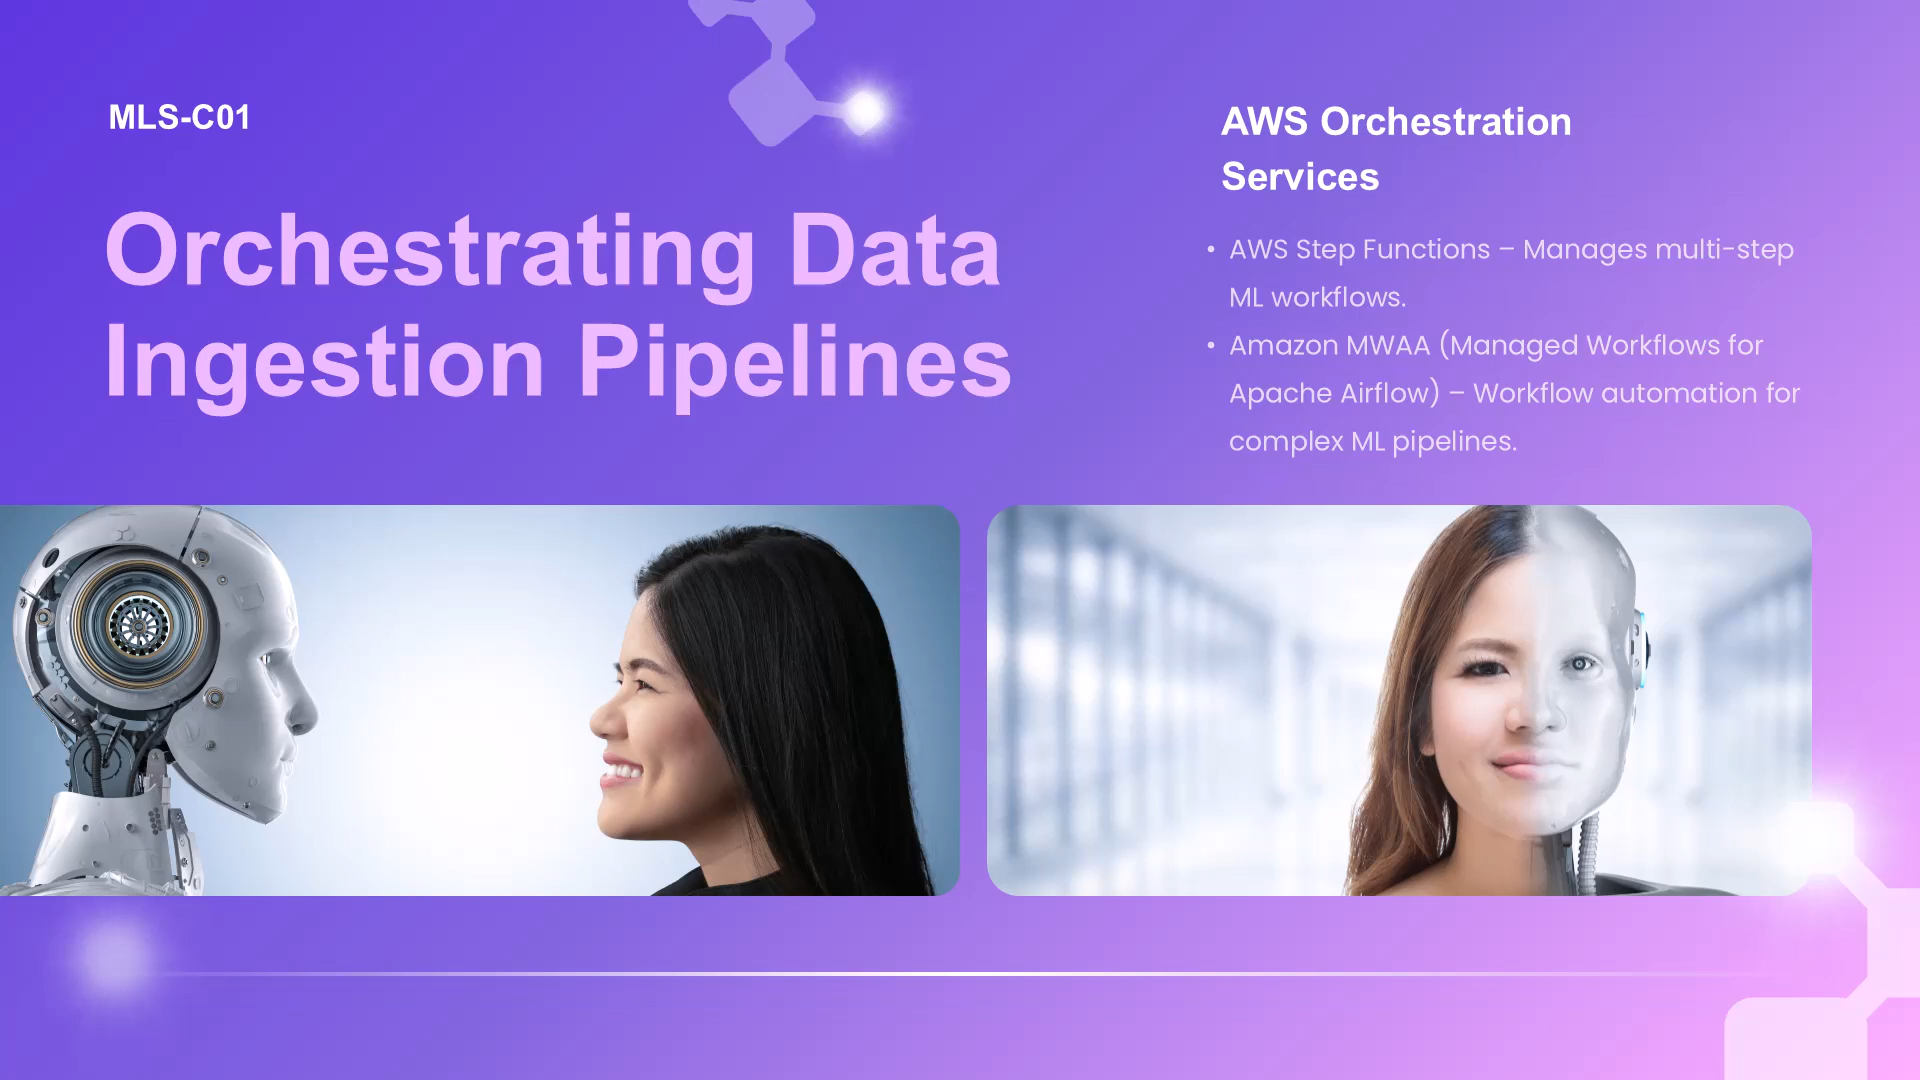 MLS-C01
Orchestrating Data
Ingestion Pipelines
AWS Orchestration
Services
• AWS Step Functions – Manages multi-step
ML workflows.
• Amazon MWAA (Managed Workflows for
Apache Airflow) – Workflow automation for
complex ML pipelines.